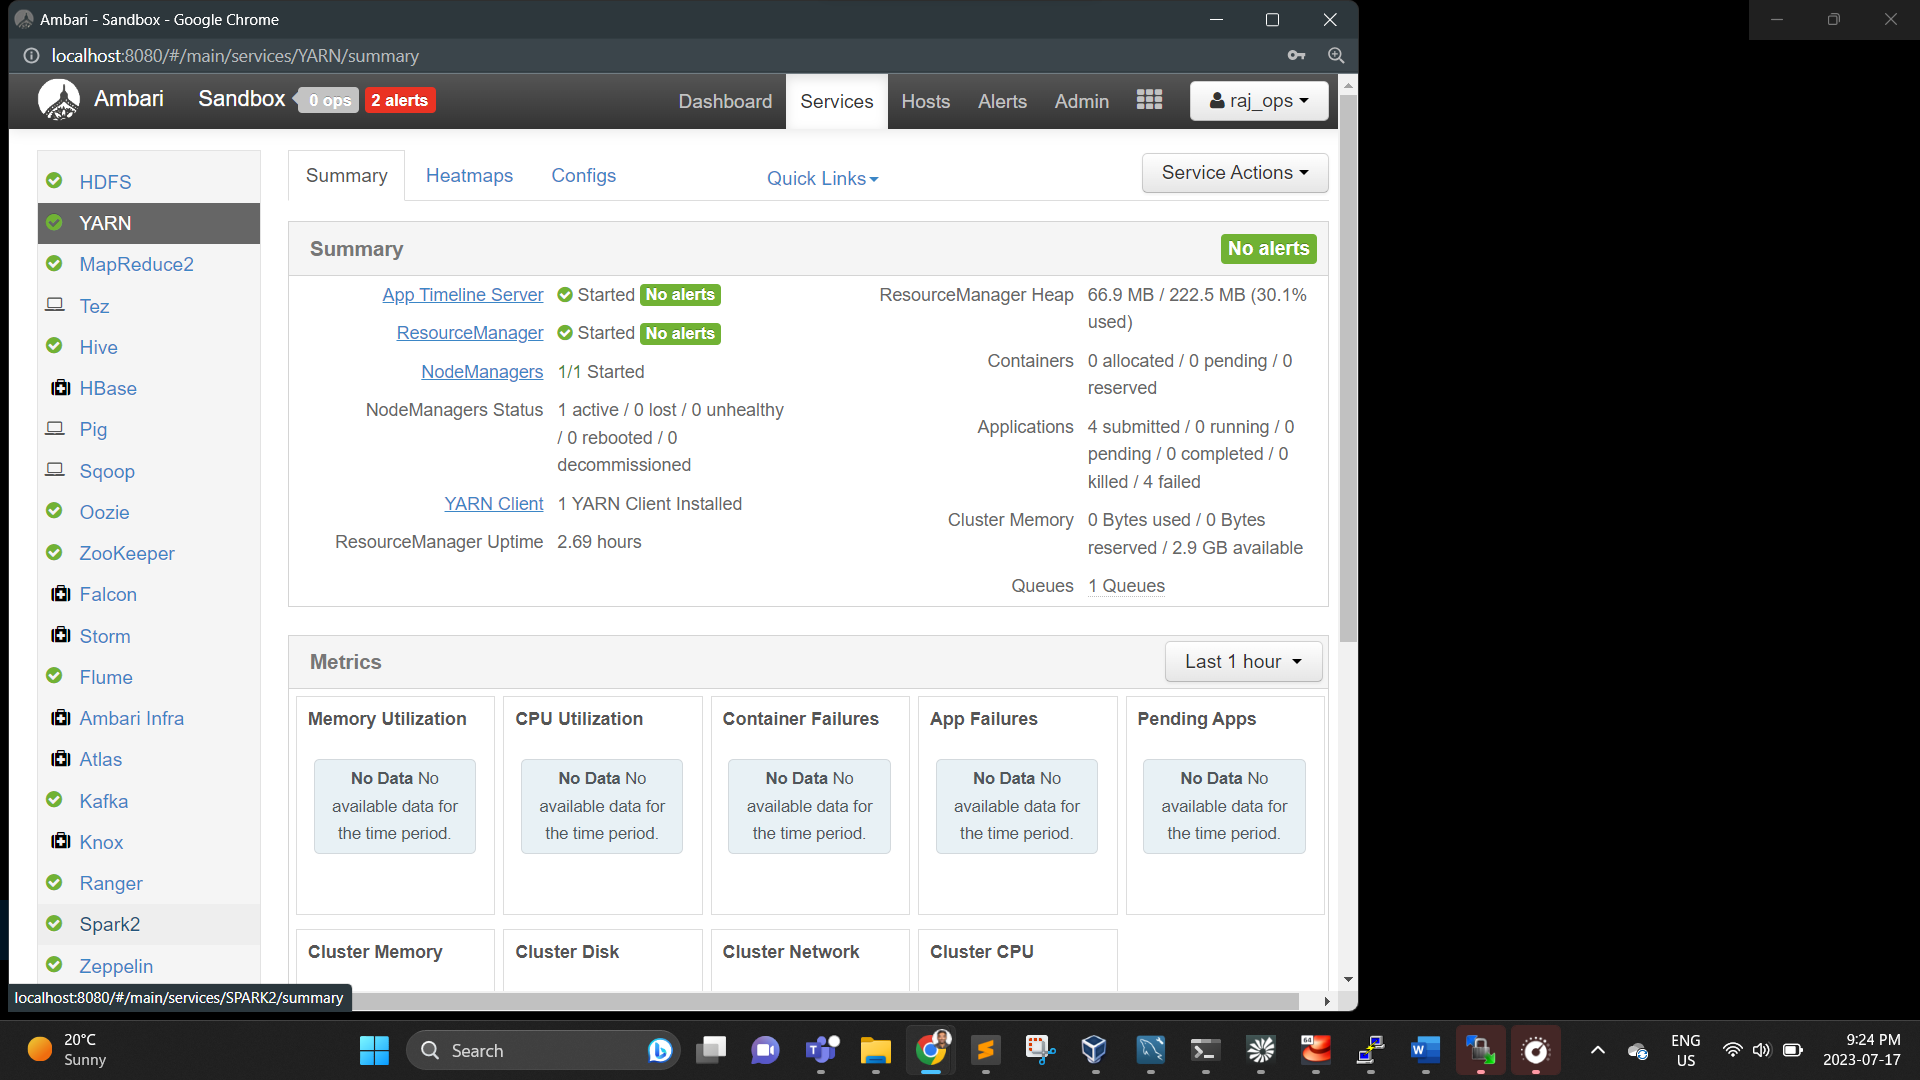 Ambari - Sandbox - Google Chrome
localhost:8080/#/main/services/YARN/summary
Ambari Sandbox 0 ops 2 alerts Dashboard Services Hosts Alerts Admin raj_ops
HDFS
YARN
MapReduce2
Tez
Hive
HBase
Pig
Sqoop
Oozie
ZooKeeper
Falcon
Storm
Flume
Ambari Infra
Atlas
Kafka
Knox
Ranger
Spark2
Zeppelin
Summary Heatmaps Configs Quick Links Service Actions
Summary No alerts
App Timeline Server Started No alerts
ResourceManager Started No alerts
NodeManagers 1/1 Started
NodeManagers Status 1 active / 0 lost / 0 unhealthy
/ 0 rebooted / 0
decommissioned
YARN Client 1 YARN Client Installed
ResourceManager Uptime 2.69 hours
ResourceManager Heap 66.9 MB / 222.5 MB (30.1%
used)
Containers 0 allocated / 0 pending / 0
reserved
Applications 4 submitted / 0 running / 0
pending / 0 completed / 0
killed / 4 failed
Cluster Memory 0 Bytes used / 0 Bytes
reserved / 2.9 GB available
Queues 1 Queues
Metrics Last 1 hour
Memory Utilization
No Data No
available data for
the time period.
CPU Utilization
No Data No
available data for
the time period.
Container Failures
No Data No
available data for
the time period.
App Failures
No Data No
available data for
the time period.
Pending Apps
No Data No
available data for
the time period.
Cluster Memory
Cluster Disk
Cluster Network
Cluster CPU
localhost:8080/#/main/services/SPARK2/summary
20°C
Sunny
Search
64
ENG
US
9:24 PM
2023-07-17